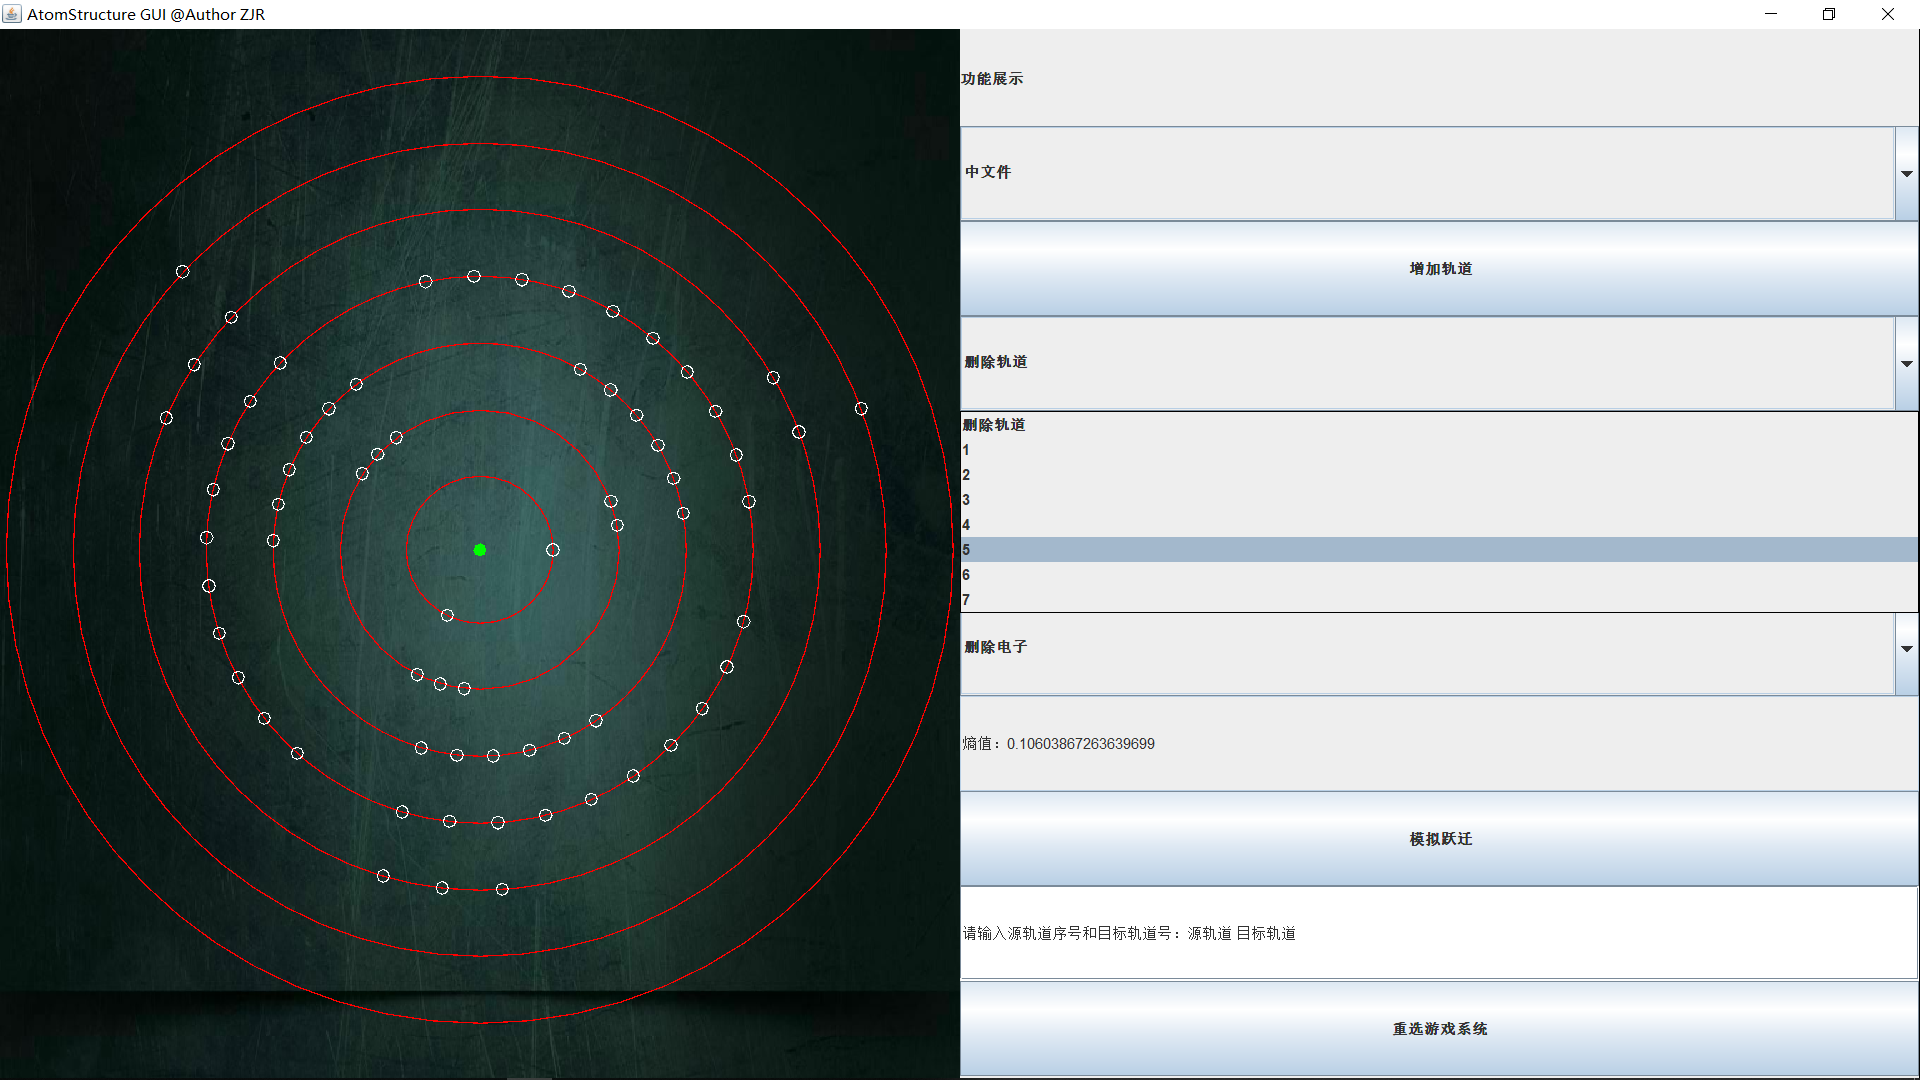 AtomStructure GUI @Author ZJR
功能展示
中文件
增加轨道
删除轨道
删除轨道
1
2
3
4
5
6
7
删除电子
熵值：0.10603867263639699
模拟跃迁
请输入源轨道序号和目标轨道号：源轨道 目标轨道
重选游戏系统